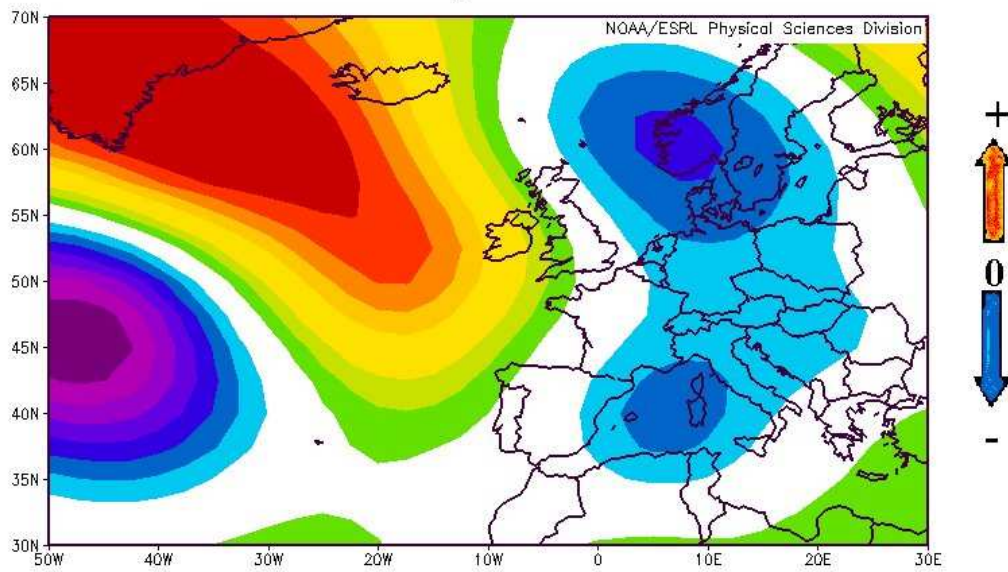 70N
NOAA/ESRL Physical Sciences Division
65N
60N
55N
50N
45N
40N
35N
30N
50W 40W 30W 20W 10W 0 10E 20E 30E
+
0
-